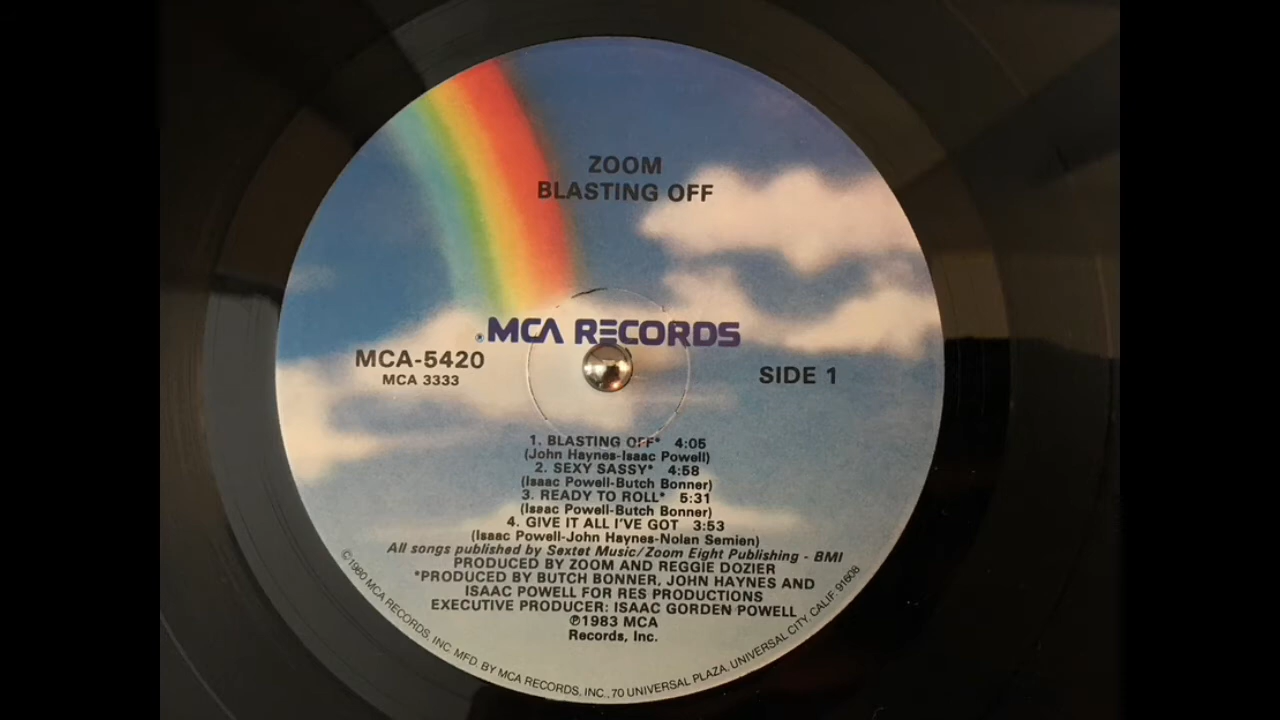 ZOOM
BLASTING OFF
® MCA RECORDS
MCA-5420
MCA 3333
SIDE 1
1. BLASTING OFF* 4:05
(John Haynes-Isaac Powell)
2. SEXY SASSY* 4:58
(Isaac Powell-Butch Bonner)
3. READY TO ROLL* 5:31
(Isaac Powell-Butch Bonner)
4. GIVE IT ALL I'VE GOT 3:53
(Isaac Powell-John Haynes-Nolan Semien)
All songs published by Sextet Music/Zoom Eight Publishing - BMI
PRODUCED BY ZOOM AND REGGIE DOZIER
*PRODUCED BY BUTCH BONNER, JOHN HAYNES AND
ISAAC POWELL FOR RES PRODUCTIONS
EXECUTIVE PRODUCER: ISAAC GORDEN POWELL
℗1983 MCA
Records, Inc.
©1980 MCA RECORDS, INC. MFD. BY MCA RECORDS, INC., 70 UNIVERSAL PLAZA, UNIVERSAL CITY, CALIF. 91608